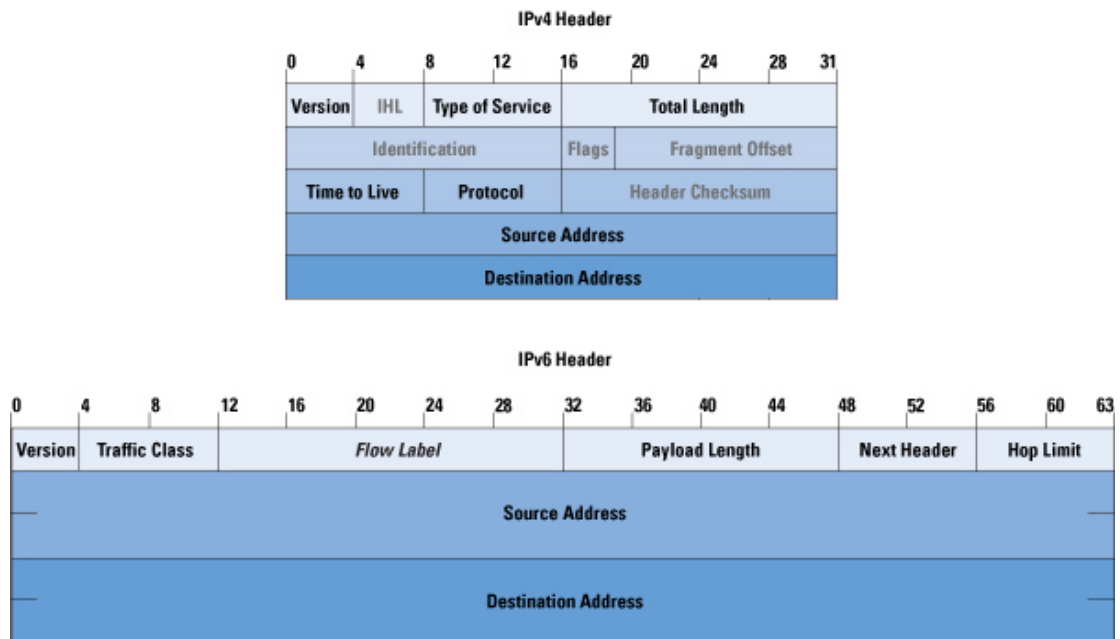 IPv4 Header
0 4 8 12 16 20 24 28 31
Version IHL Type of Service Total Length
Identification Flags Fragment Offset
Time to Live Protocol Header Checksum
Source Address
Destination Address
IPv6 Header
0 4 8 12 16 20 24 28 32 36 40 44 48 52 56 60 63
Version Traffic Class Flow Label Payload Length Next Header Hop Limit
Source Address
Destination Address